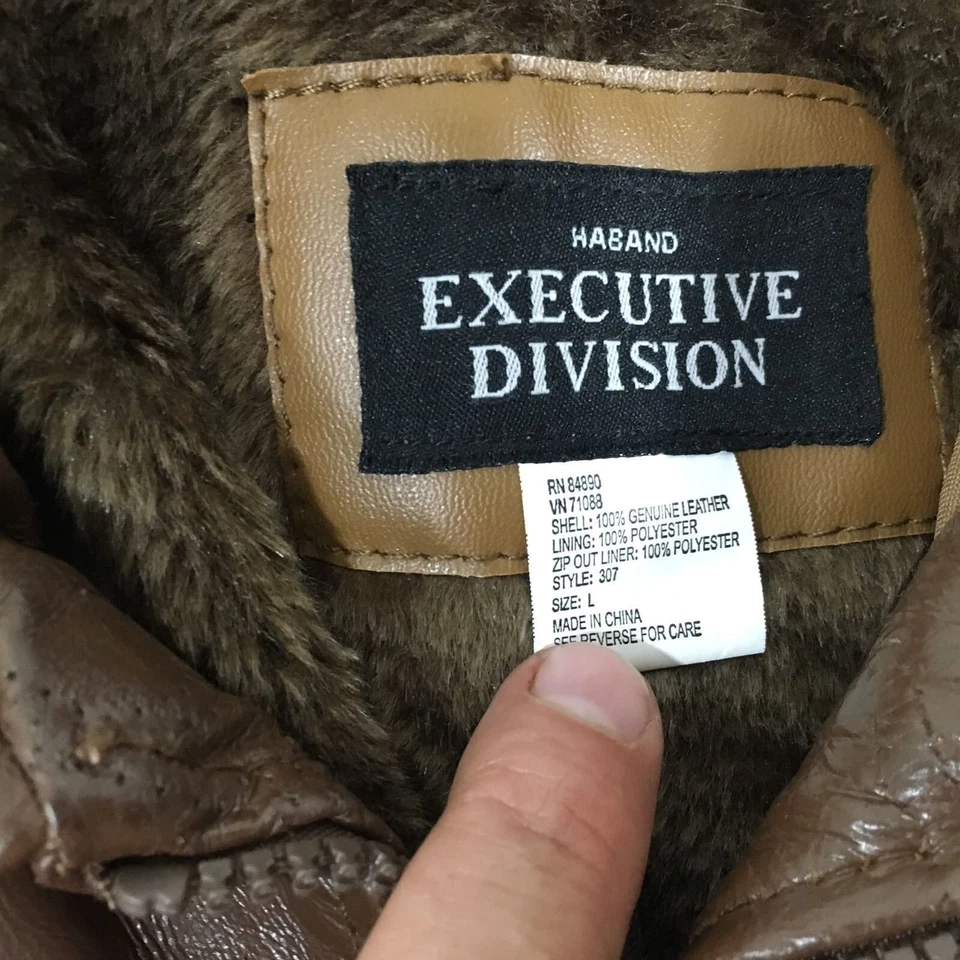 HABAND
EXECUTIVE
DIVISION
RN 84890
VN 71088
SHELL: 100% GENUINE LEATHER
LINING: 100% POLYESTER
ZIP OUT LINER: 100% POLYESTER
STYLE: 307
SIZE: L
MADE IN CHINA
SEE REVERSE FOR CARE